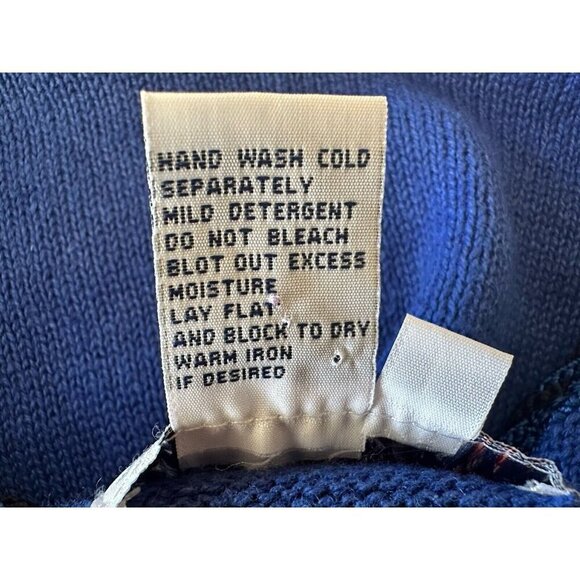 HAND WASH COLD
SEPARATELY
MILD DETERGENT
DO NOT BLEACH
BLOT OUT EXCESS
MOISTURE
LAY FLAT
AND BLOCK TO DRY
WARM IRON
IF DESIRED